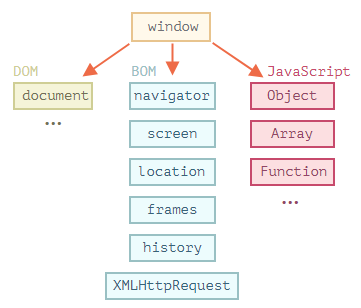 window
DOM
BOM
JavaScript
document
navigator
Object
...
screen
Array
location
Function
frames
...
history
XMLHttpRequest